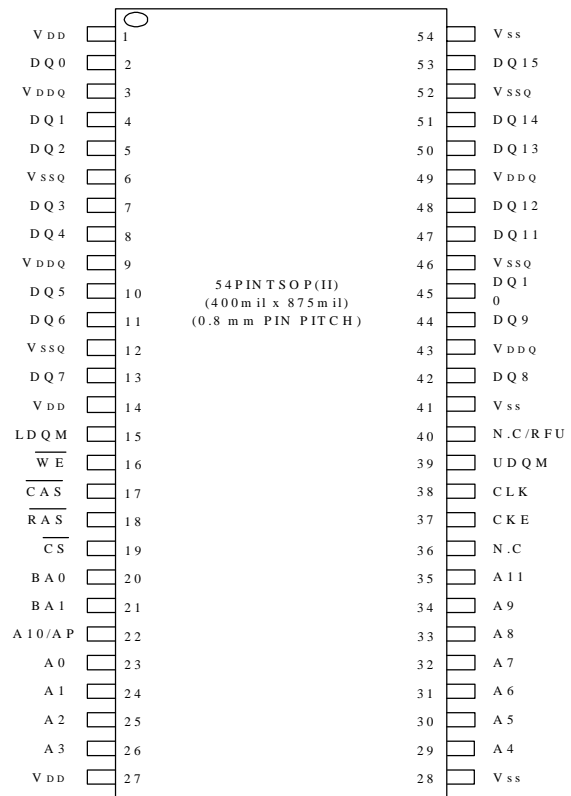 VDD 1 54 Vss
DQ0 2 53 DQ15
VDDQ 3 52 VSSQ
DQ1 4 51 DQ14
DQ2 5 50 DQ13
VSSQ 6 49 VDDQ
DQ3 7 48 DQ12
DQ4 8 47 DQ11
VDDQ 9 46 VSSQ
54PINTSOP(II)
(400mil x 875mil)
(0.8 mm PIN PITCH)
DQ5 10 45 DQ1
0
DQ6 11 44 DQ9
VSSQ 12 43 VDDQ
DQ7 13 42 DQ8
VDD 14 41 Vss
LDQM 15 40 N.C/RFU
WE 16 39 UDQM
CAS 17 38 CLK
RAS 18 37 CKE
CS 19 36 N.C
BA0 20 35 A11
BA1 21 34 A9
A10/AP 22 33 A8
A0 23 32 A7
A1 24 31 A6
A2 25 30 A5
A3 26 29 A4
VDD 27 28 Vss